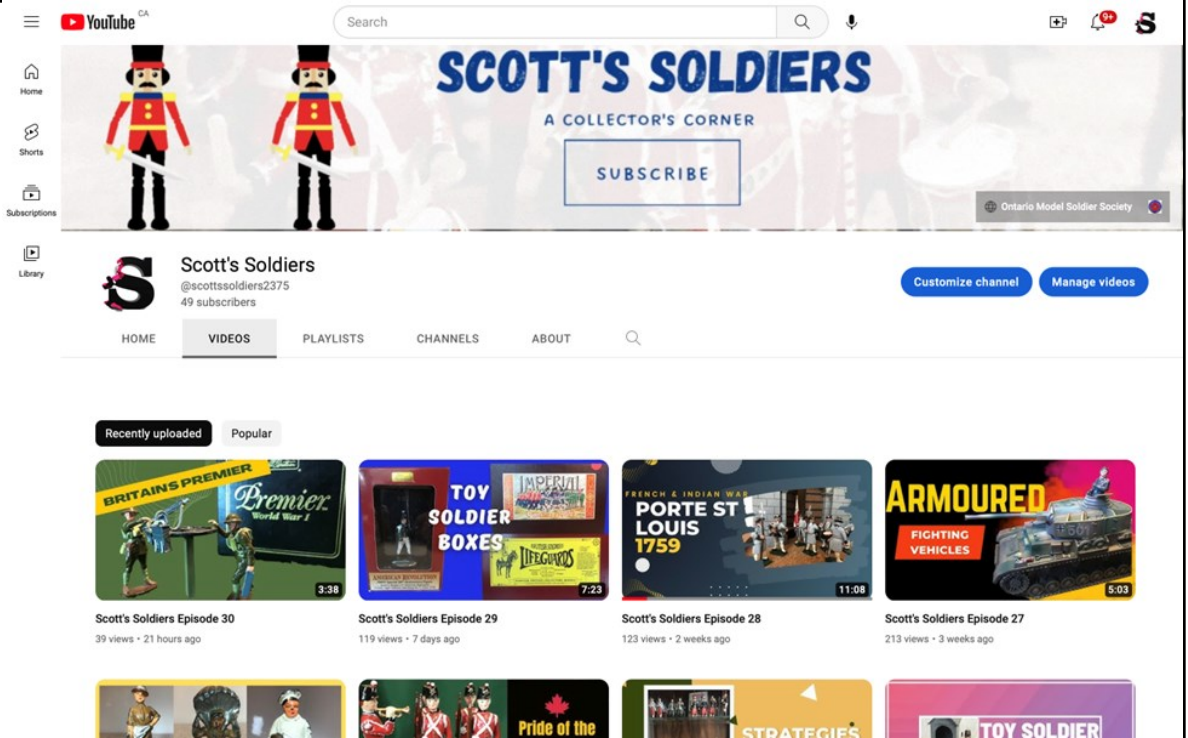 YouTube CA
Search
9+
Home
Shorts
Subscriptions
Library
SCOTT'S SOLDIERS
A COLLECTOR'S CORNER
SUBSCRIBE
Ontario Model Soldier Society
S
Scott's Soldiers
@scottssoldiers2375
49 subscribers
Customize channel
Manage videos
HOME
VIDEOS
PLAYLISTS
CHANNELS
ABOUT
Recently uploaded
Popular
BRITAINS PREMIER
Premier
World War I
3:38
TOY
SOLDIER
BOXES
IMPERIAL
AMERICAN REVOLUTION
LIFEGUARDS
7:23
FRENCH & INDIAN WAR
PORTE ST
LOUIS
1759
11:08
ARMOURED
FIGHTING
VEHICLES
5:03
Scott's Soldiers Episode 30
39 views • 21 hours ago
Scott's Soldiers Episode 29
119 views • 7 days ago
Scott's Soldiers Episode 28
123 views • 2 weeks ago
Scott's Soldiers Episode 27
213 views • 3 weeks ago
Pride of the
STRATEGIES
TOY SOLDIER